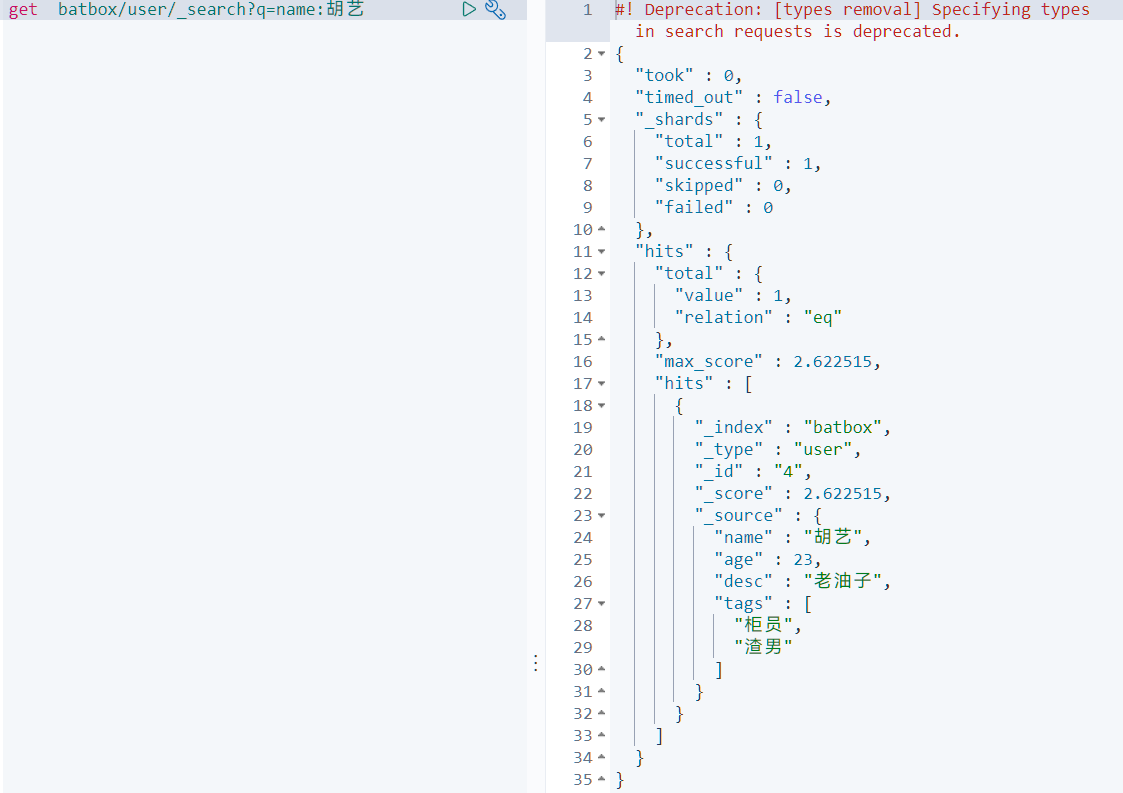 get  batbox/user/_search?q=name:胡艺
1 #! Deprecation: [types removal] Specifying types
in search requests is deprecated.
2 {
3 "took" : 0,
4 "timed_out" : false,
5 "_shards" : {
6 "total" : 1,
7 "successful" : 1,
8 "skipped" : 0,
9 "failed" : 0
10 },
11 "hits" : {
12 "total" : {
13 "value" : 1,
14 "relation" : "eq"
15 },
16 "max_score" : 2.622515,
17 "hits" : [
18 {
19 "_index" : "batbox",
20 "_type" : "user",
21 "_id" : "4",
22 "_score" : 2.622515,
23 "_source" : {
24 "name" : "胡艺",
25 "age" : 23,
26 "desc" : "老油子",
27 "tags" : [
28 "柜员",
29 "渣男"
30 ]
31 }
32 }
33 ]
34 }
35 }